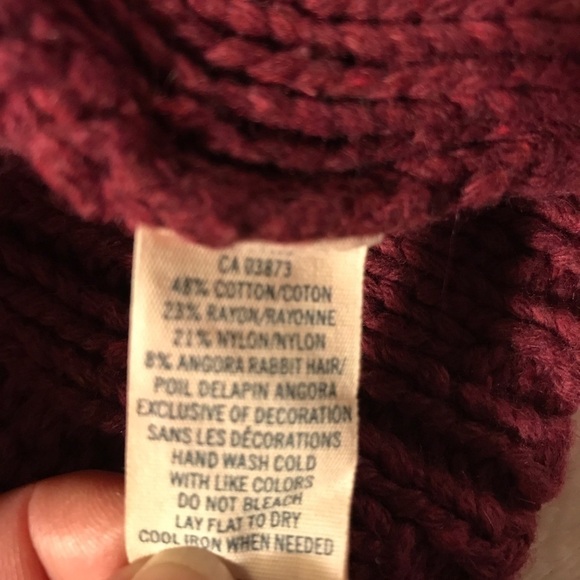 CA 03873
48% COTTON/COTON
23% RAYON/RAYONNE
21% NYLON/NYLON
8% ANGORA RABBIT HAIR/
POIL DELAPIN ANGORA
EXCLUSIVE OF DECORATION
SANS LES DÉCORATIONS
HAND WASH COLD
WITH LIKE COLORS
DO NOT BLEACH
LAY FLAT TO DRY
COOL IRON WHEN NEEDED